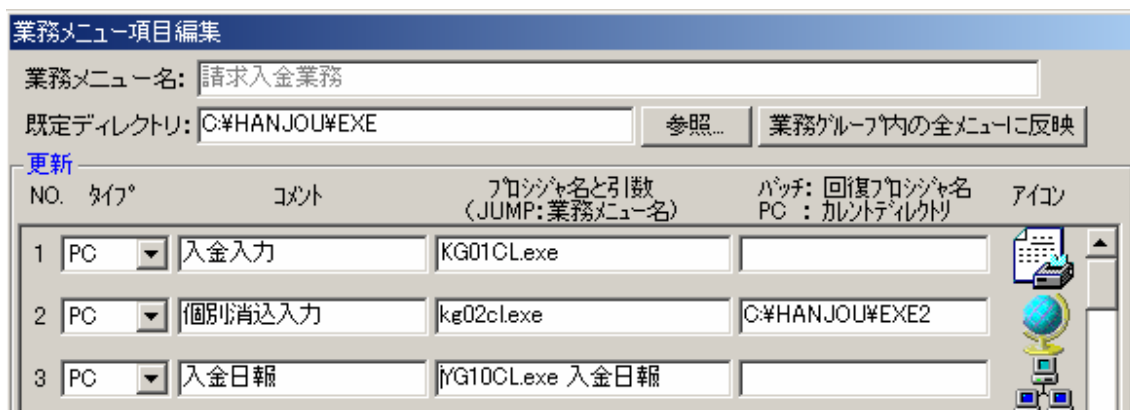 業務メニュー項目編集
業務メニュー名: 請求入金業務
既定ディレクトリ: C:¥HANJOU¥EXE 参照... 業務グループ内の全メニューに反映
更新
NO. タイプ コメント プロシジャ名と引数 (JUMP:業務メニュー名) バッチ: 回復プロシジャ名 PC : カレントディレクトリ アイコン
1 PC 入金入力 KG01CL.exe
2 PC 個別消込入力 kg02cl.exe C:¥HANJOU¥EXE2
3 PC 入金日報 YG10CL.exe 入金日報